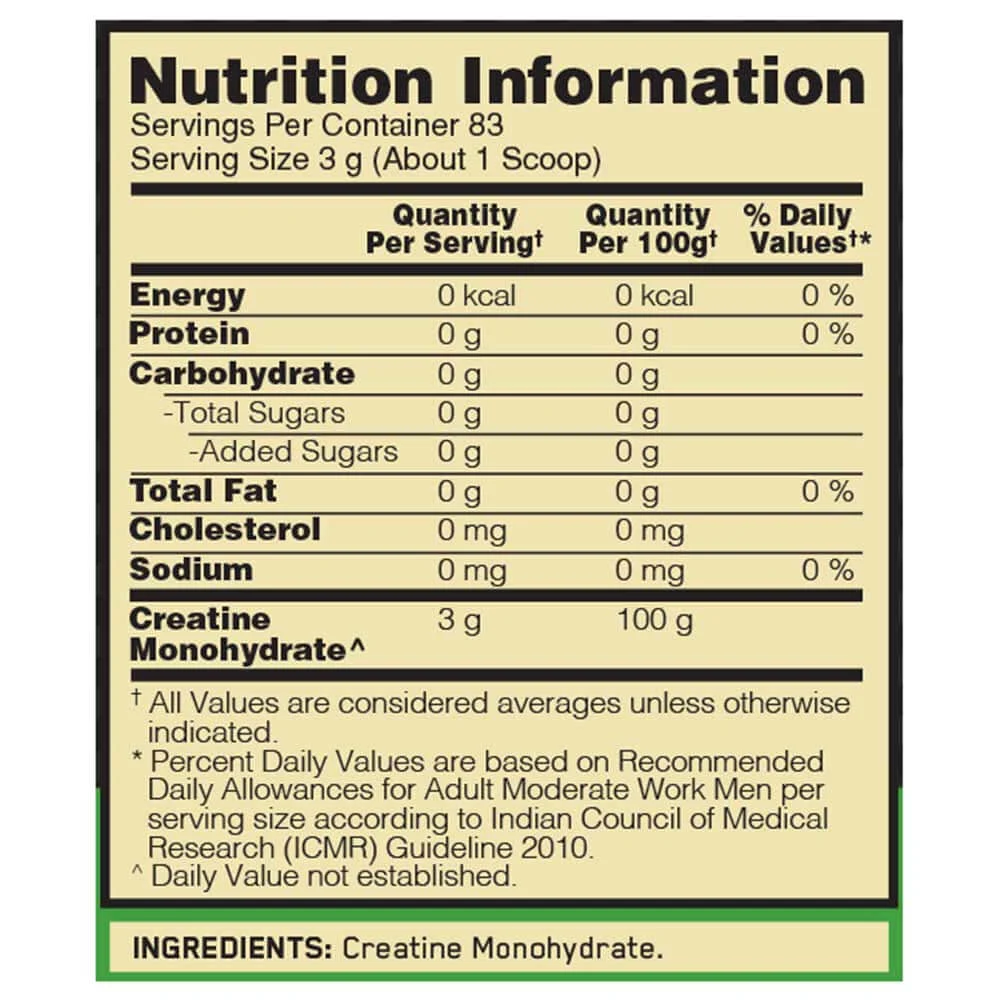 Nutrition Information
Servings Per Container 83
Serving Size 3 g (About 1 Scoop)
Quantity Per Serving† Quantity Per 100g† % Daily Values†*
Energy 0 kcal 0 kcal 0 %
Protein 0 g 0 g 0 %
Carbohydrate 0 g 0 g
-Total Sugars 0 g 0 g
-Added Sugars 0 g 0 g
Total Fat 0 g 0 g 0 %
Cholesterol 0 mg 0 mg
Sodium 0 mg 0 mg 0 %
Creatine 3 g 100 g
Monohydrate^
† All Values are considered averages unless otherwise
indicated.
* Percent Daily Values are based on Recommended
Daily Allowances for Adult Moderate Work Men per
serving size according to Indian Council of Medical
Research (ICMR) Guideline 2010.
^ Daily Value not established.
INGREDIENTS: Creatine Monohydrate.